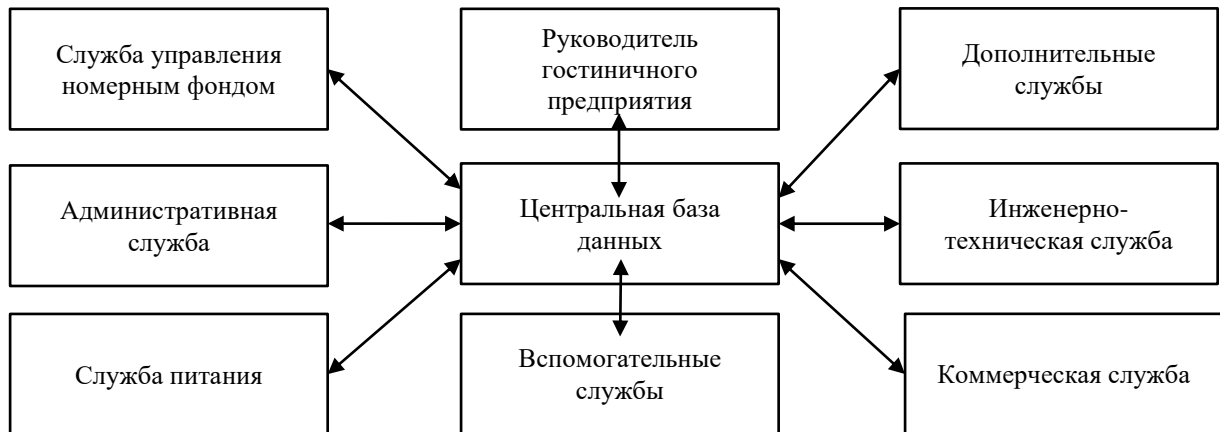 Служба управления
номерным фондом
Руководитель
гостиничного
предприятия
Дополнительные
службы
Административная
служба
Центральная база
данных
Инженерно-
техническая служба
Служба питания
Вспомогательные
службы
Коммерческая служба